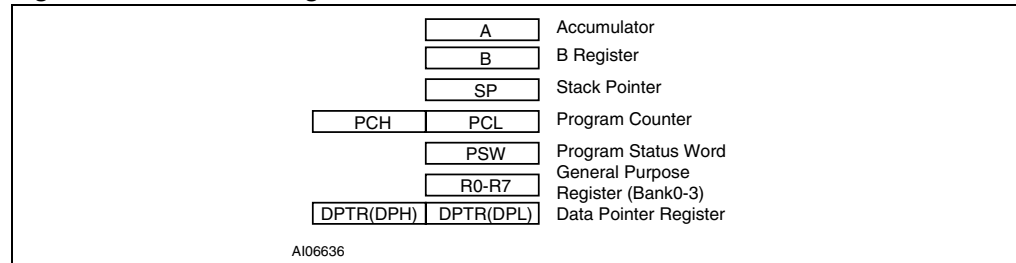 A Accumulator
B B Register
SP Stack Pointer
PCH PCL Program Counter
PSW Program Status Word
R0-R7 General Purpose
Register (Bank0-3)
DPTR(DPH) DPTR(DPL) Data Pointer Register
AI06636